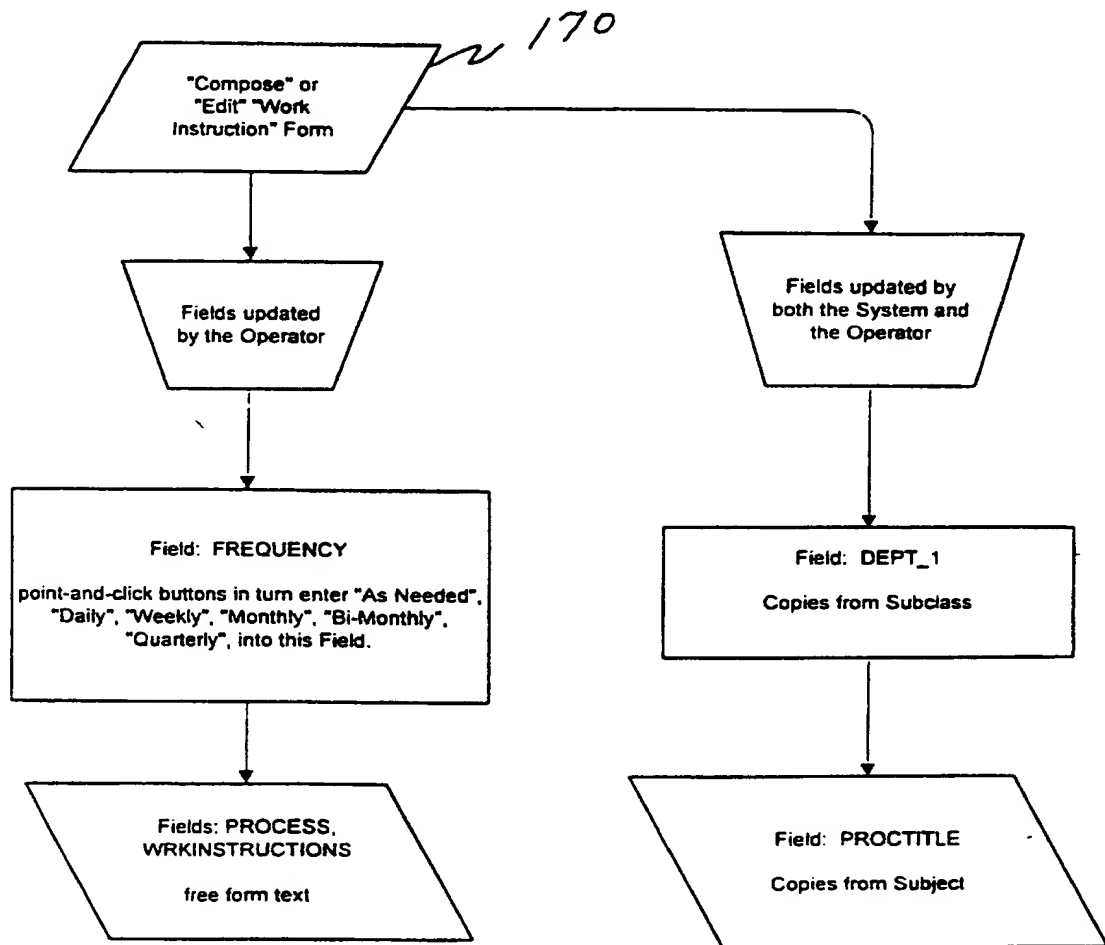 170
"Compose" or
"Edit" "Work
Instruction" Form
Fields updated
by the Operator
Fields updated by
both the System and
the Operator
Field: FREQUENCY
point-and-click buttons in turn enter "As Needed",
"Daily", "Weekly", "Monthly", "Bi-Monthly",
"Quarterly", into this Field.
Field: DEPT_1
Copies from Subclass
Fields: PROCESS,
WRKINSTRUCTIONS
free form text
Field: PROCTITLE
Copies from Subject